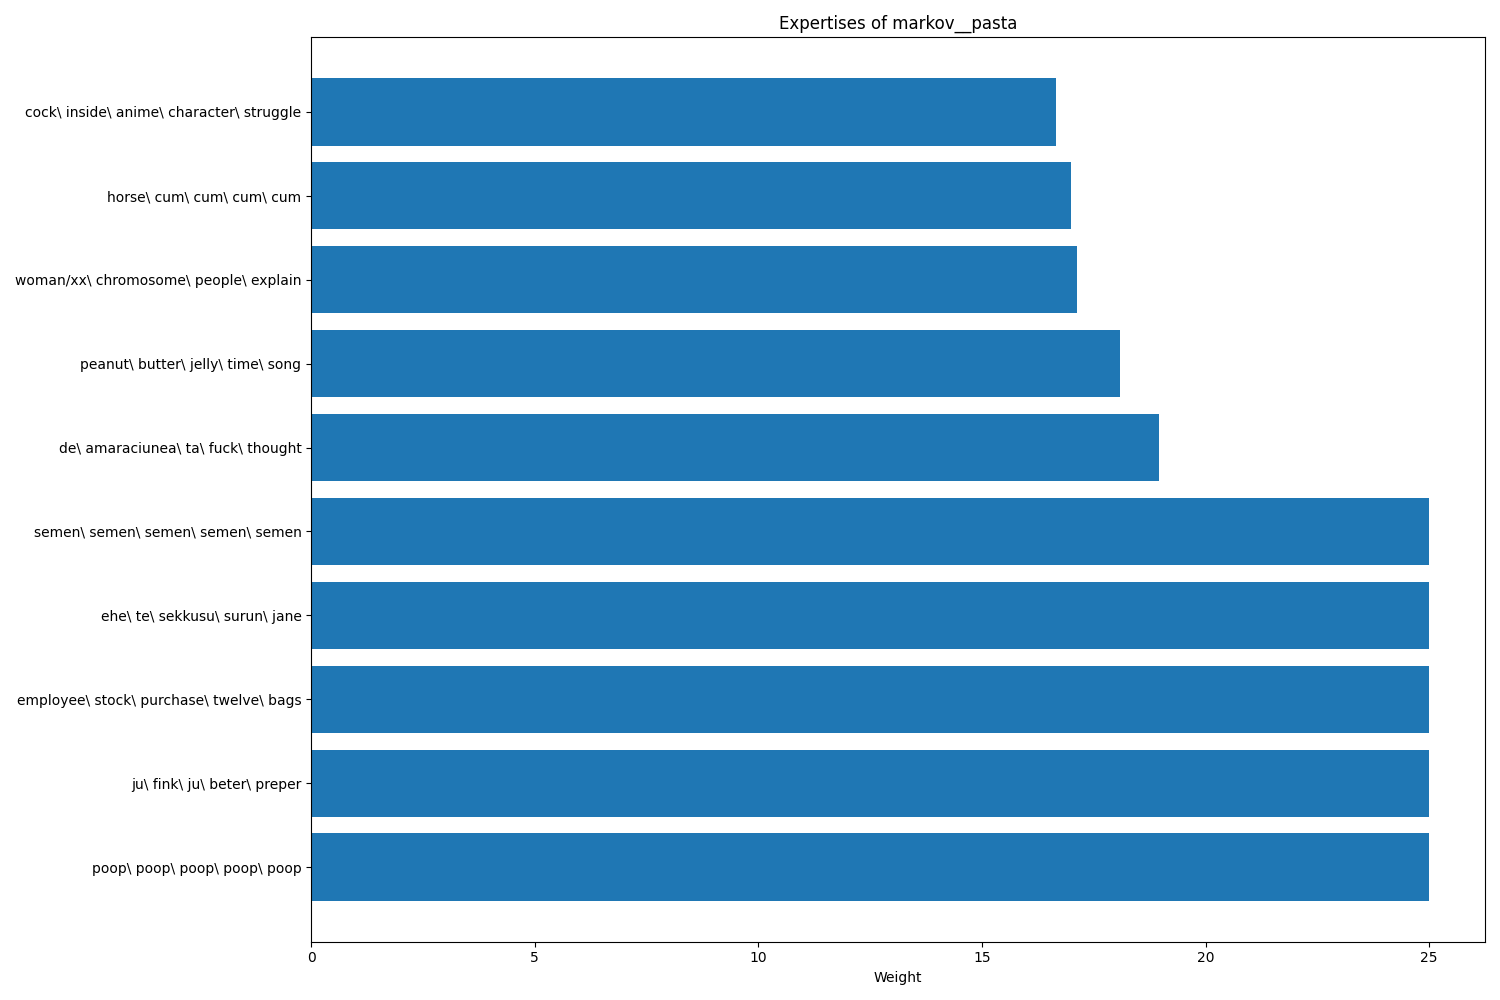 Expertises of markov__pasta
cock\ inside\ anime\ character\ struggle
horse\ cum\ cum\ cum\ cum
woman/xx\ chromosome\ people\ explain
peanut\ butter\ jelly\ time\ song
de\ amaraciunea\ ta\ fuck\ thought
semen\ semen\ semen\ semen\ semen
ehe\ te\ sekkusu\ surun\ jane
employee\ stock\ purchase\ twelve\ bags
ju\ fink\ ju\ beter\ preper
poop\ poop\ poop\ poop\ poop
0 5 10 15 20 25
Weight